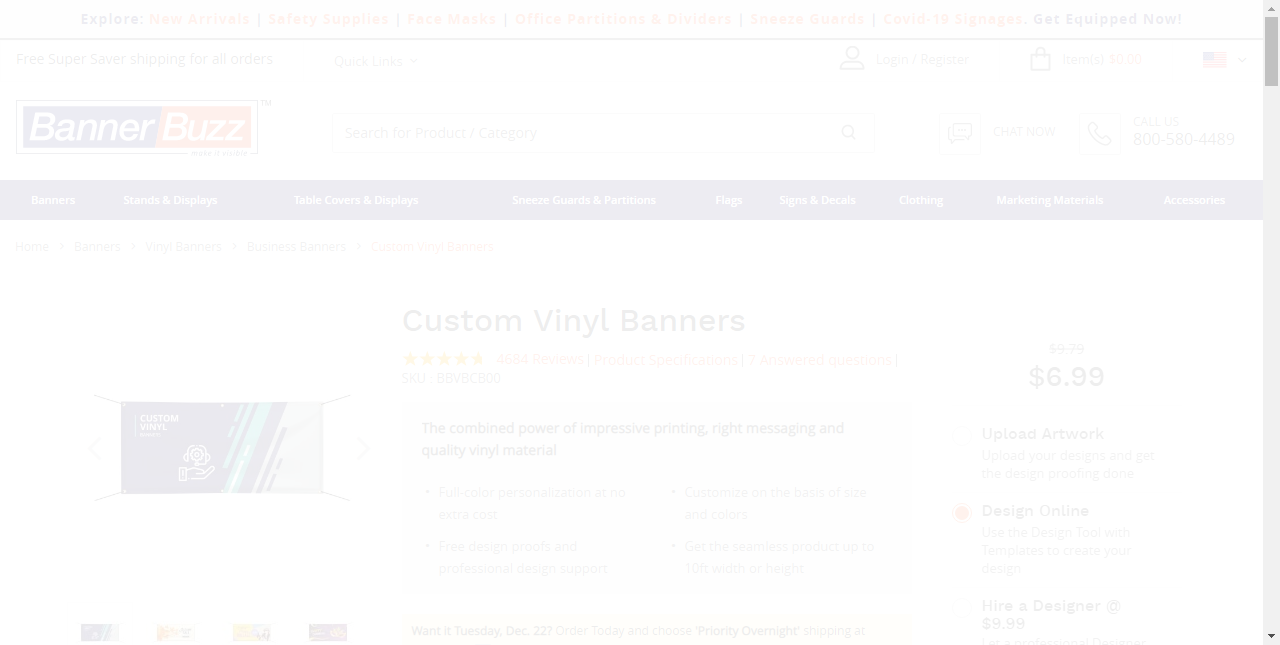 Explore: New Arrivals | Safety Supplies | Face Masks | Office Partitions & Dividers | Sneeze Guards | Covid-19 Signages. Get Equipped Now!
Free Super Saver shipping for all orders
Quick Links
Login / Register
Item(s) $0.00
BannerBuzz TM
make it visible
Search for Product / Category
CHAT NOW
CALL US
800-580-4489
Banners Stands & Displays Table Covers & Displays Sneeze Guards & Partitions Flags Signs & Decals Clothing Marketing Materials Accessories
Home > Banners > Vinyl Banners > Business Banners > Custom Vinyl Banners
CUSTOM
VINYL
Custom Vinyl Banners
4684 Reviews | Product Specifications | 7 Answered questions |
SKU : BBVBCB00
The combined power of impressive printing, right messaging and
quality vinyl material
• Full-color personalization at no
extra cost
• Customize on the basis of size
and colors
• Free design proofs and
professional design support
• Get the seamless product up to
10ft width or height
Want it Tuesday, Dec. 22? Order Today and choose 'Priority Overnight' shipping at
$9.79
$6.99
Upload Artwork
Upload your designs and get
the design proofing done
Design Online
Use the Design Tool with
Templates to create your
design
Hire a Designer @
$9.99
Let a professional Designer